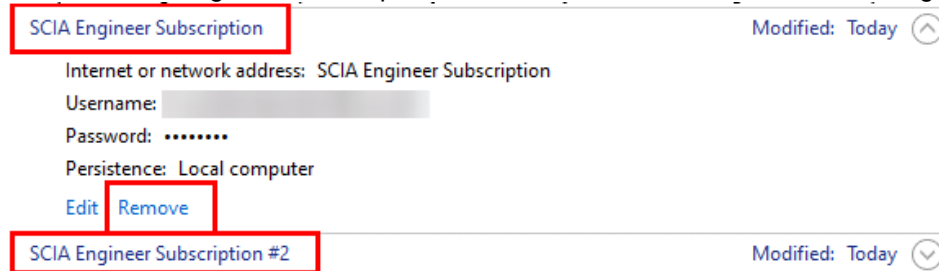 SCIA Engineer Subscription Modified: Today
Internet or network address: SCIA Engineer Subscription
Username:
Password: ••••••••
Persistence: Local computer
Edit Remove
SCIA Engineer Subscription #2 Modified: Today